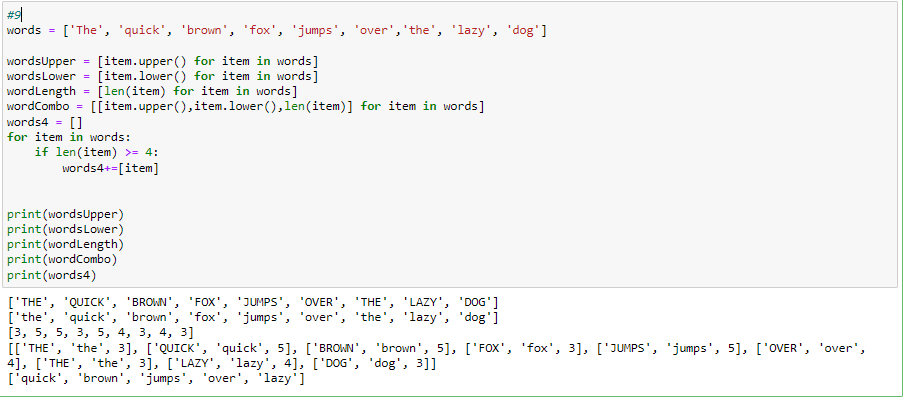 #9
words = ['The', 'quick', 'brown', 'fox', 'jumps', 'over','the', 'lazy', 'dog']
wordsUpper = [item.upper() for item in words]
wordsLower = [item.lower() for item in words]
wordLength = [len(item) for item in words]
wordCombo = [[item.upper(),item.lower(),len(item)] for item in words]
words4 = []
for item in words:
    if len(item) >= 4:
        words4+=[item]
print(wordsUpper)
print(wordsLower)
print(wordLength)
print(wordCombo)
print(words4)
['THE', 'QUICK', 'BROWN', 'FOX', 'JUMPS', 'OVER', 'THE', 'LAZY', 'DOG']
['the', 'quick', 'brown', 'fox', 'jumps', 'over', 'the', 'lazy', 'dog']
[3, 5, 5, 3, 5, 4, 3, 4, 3]
[['THE', 'the', 3], ['QUICK', 'quick', 5], ['BROWN', 'brown', 5], ['FOX', 'fox', 3], ['JUMPS', 'jumps', 5], ['OVER', 'over',
4], ['THE', 'the', 3], ['LAZY', 'lazy', 4], ['DOG', 'dog', 3]]
['quick', 'brown', 'jumps', 'over', 'lazy']